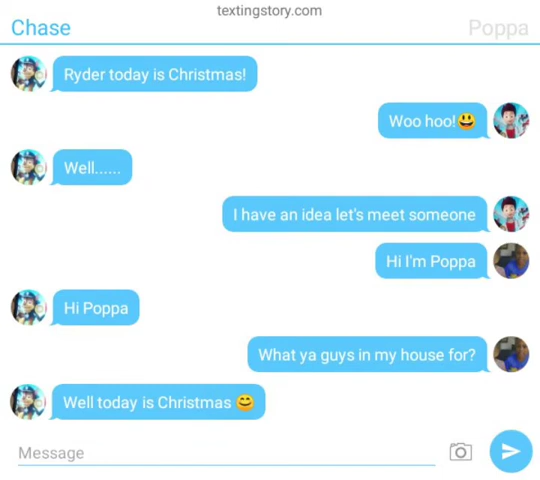 textingstory.com
Chase
Poppa
Ryder today is Christmas!
Woo hoo!😃
Well......
I have an idea let's meet someone
Hi I'm Poppa
Hi Poppa
What ya guys in my house for?
Well today is Christmas 😊
Message